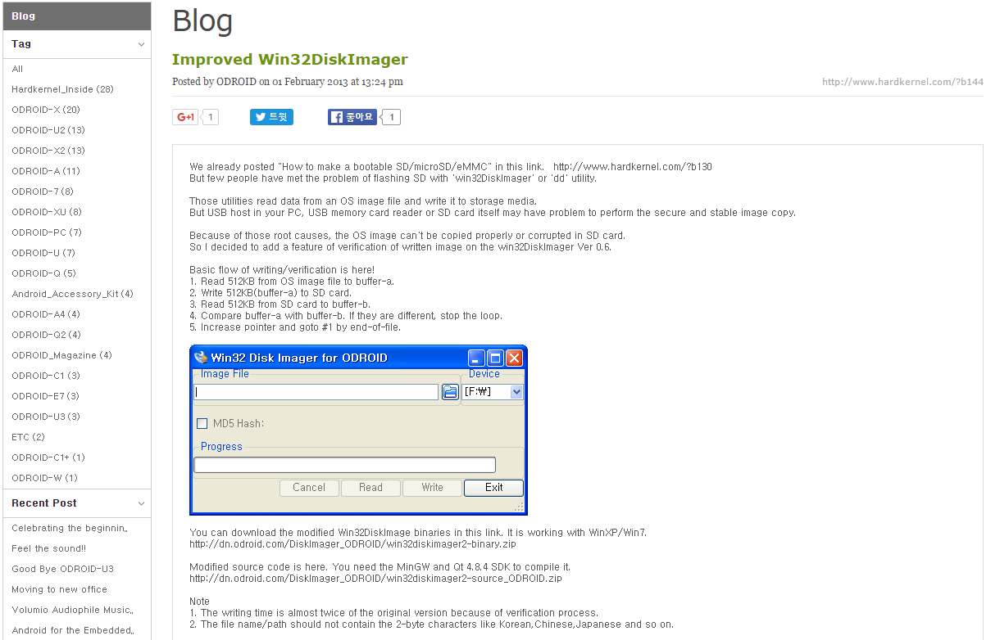 Blog
Tag
All
Hardkernel_Inside (28)
ODROID-X (20)
ODROID-U2 (13)
ODROID-X2 (13)
ODROID-A (11)
ODROID-7 (8)
ODROID-XU (8)
ODROID-PC (7)
ODROID-U (7)
ODROID-Q (5)
Android_Accessory_Kit (4)
ODROID-A4 (4)
ODROID-Q2 (4)
ODROID_Magazine (4)
ODROID-C1 (3)
ODROID-E7 (3)
ODROID-U3 (3)
ETC (2)
ODROID-C1+ (1)
ODROID-W (1)
Recent Post
Celebrating the beginnin,,
Feel the sound!!
Good Bye ODROID-U3
Moving to new office
Volumio Audiophile Music,,
Android for the Embedded,,
Blog
Improved Win32DiskImager
Posted by ODROID on 01 February 2013 at 13:24 pm
http://www.hardkernel.com/?b144
G+1 1 트윗 좋아요 1
We already posted "How to make a bootable SD/microSD/eMMC" in this link. http://www.hardkernel.com/?b130
But few people have met the problem of flashing SD with 'win32DiskImager' or 'dd' utility.
Those utilities read data from an OS image file and write it to storage media.
But USB host in your PC, USB memory card reader or SD card itself may have problem to perform the secure and stable image copy.
Because of those root causes, the OS image can't be copied properly or corrupted in SD card.
So I decided to add a feature of verification of written image on the win32DiskImager Ver 0.6.
Basic flow of writing/verification is here!
1. Read 512KB from OS image file to buffer-a.
2. Write 512KB(buffer-a) to SD card.
3. Read 512KB from SD card to buffer-b.
4. Compare buffer-a with buffer-b. If they are different, stop the loop.
5. Increase pointer and goto #1 by end-of-file.
Win32 Disk Imager for ODROID
Image File Device
[F:₩]
MD5 Hash:
Progress
Cancel Read Write Exit
You can download the modified Win32DiskImage binaries in this link. It is working with WinXP/Win7.
http://dn.odroid.com/DiskImager_ODROID/win32diskimager2-binary.zip
Modified source code is here. You need the MinGW and Qt 4.8.4 SDK to compile it.
http://dn.odroid.com/DiskImager_ODROID/win32diskimager2-source_ODROID.zip
Note
1. The writing time is almost twice of the original version because of verification process.
2. The file name/path should not contain the 2-byte characters like Korean,Chinese,Japanese and so on.